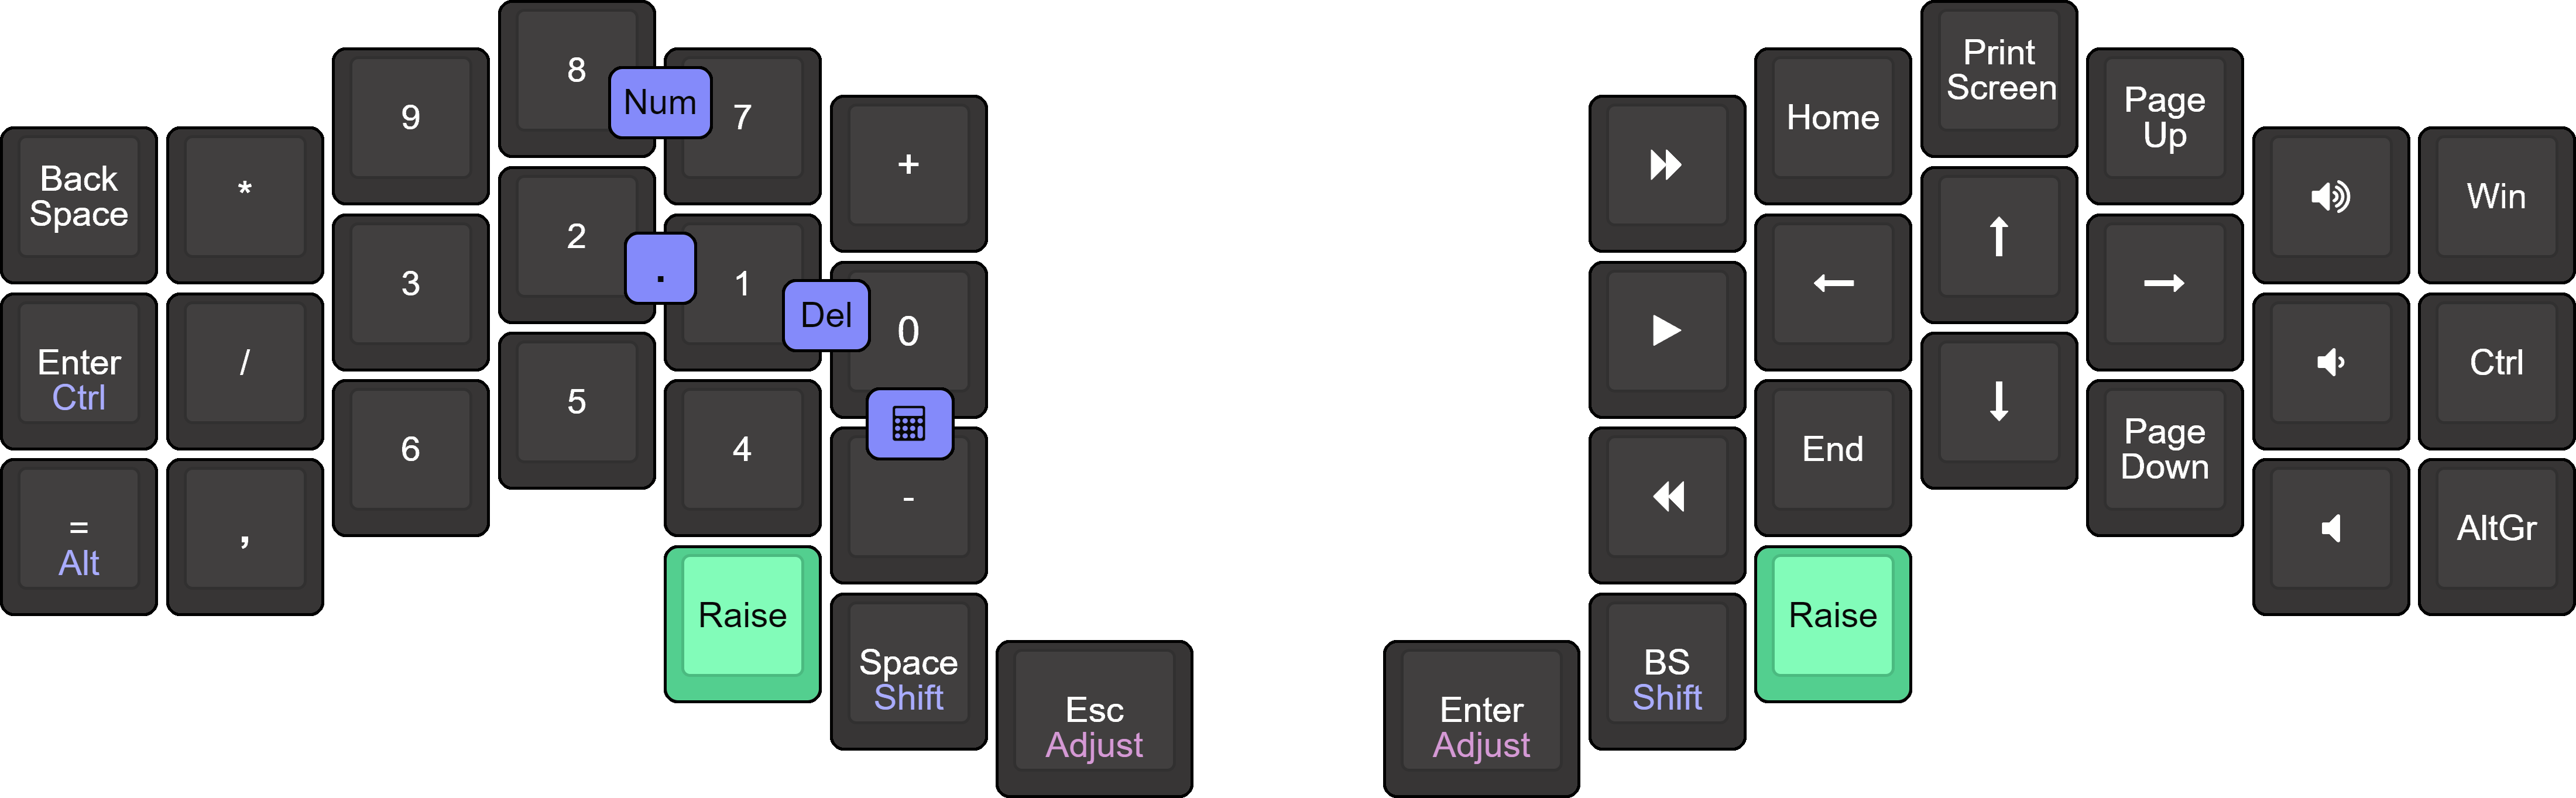 Back
Space
*
9
8
Num
7
+
Home
Print
Screen
Page
Up
Win
Enter
Ctrl
/
3
2
.
1
Del
0
←
↑
→
Ctrl
=
Alt
,
6
5
4
-
End
↓
Page
Down
AltGr
Raise
Space
Shift
Esc
Adjust
Enter
Adjust
BS
Shift
Raise